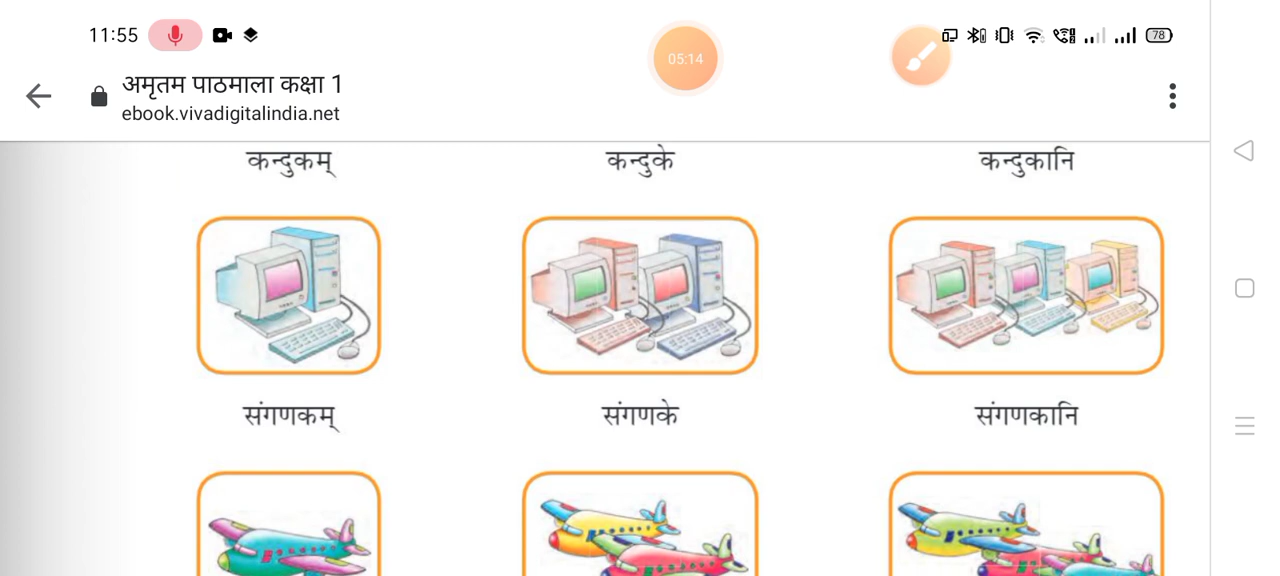 11:55
05:14
78
अमृतम पाठमाला कक्षा 1
ebook.vivadigitalindia.net
कन्दुकम् कन्दुके कन्दुकानि
संगणकम् संगणके संगणकानि